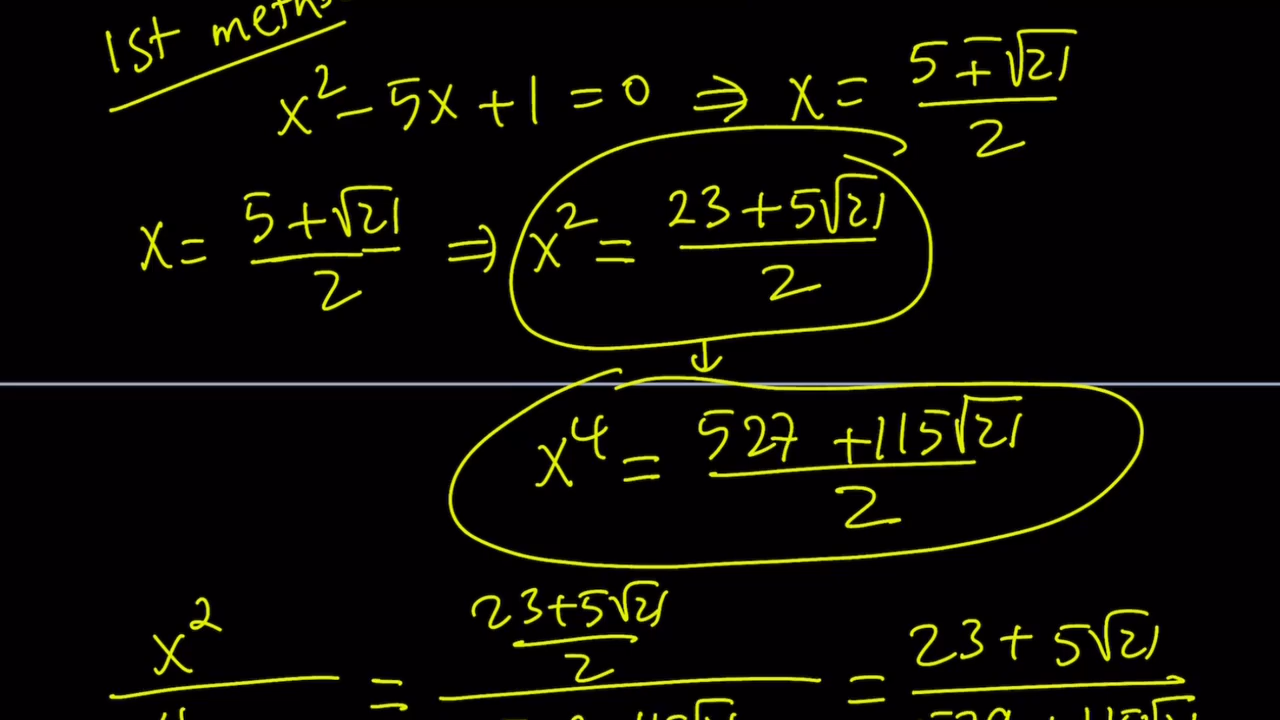 1st
x² - 5x + 1 = 0 ⇒ x = (5 ∓ √21)/2
x = (5 + √21)/2 ⇒ x² = (23 + 5√21)/2
↓
x⁴ = (527 + 115√21)/2
x² = (23+5√21)/2 = 23 + 5√21